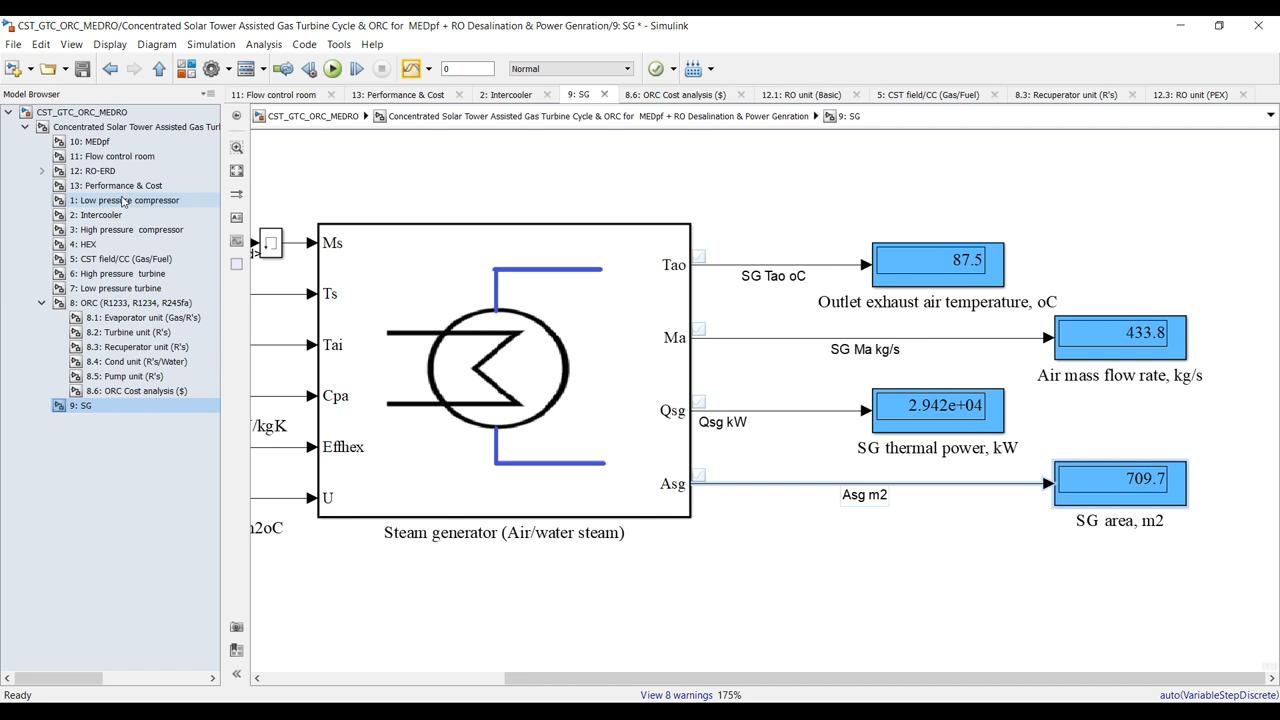 CST_GTC_ORC_MEDRO/Concentrated Solar Tower Assisted Gas Turbine Cycle & ORC for  MEDpf + RO Desalination & Power Genration/9: SG * - Simulink
File Edit View Display Diagram Simulation Analysis Code Tools Help
0 Normal
Model Browser
11: Flow control room 13: Performance & Cost 2: Intercooler 9: SG 8.6: ORC Cost analysis ($) 12.1: RO unit (Basic) 5: CST field/CC (Gas/Fuel) 8.3: Recuperator unit (R's) 12.3: RO unit (PEX)
CST_GTC_ORC_MEDRO Concentrated Solar Tower Assisted Gas Turbine Cycle & ORC for  MEDpf + RO Desalination & Power Genration 9: SG
CST_GTC_ORC_MEDRO
Concentrated Solar Tower Assisted Gas Tur
10: MEDpf
11: Flow control room
12: RO-ERD
13: Performance & Cost
1: Low pressure compressor
2: Intercooler
3: High pressure  compressor
4: HEX
5: CST field/CC (Gas/Fuel)
6: High pressure  turbine
7: Low pressure turbine
8: ORC (R1233, R1234, R245fa)
8.1: Evaporator unit (Gas/R's)
8.2: Turbine unit (R's)
8.3: Recuperator unit (R's)
8.4: Cond unit (R's/Water)
8.5: Pump unit (R's)
8.6: ORC Cost analysis ($)
9: SG
Ms
Ts
Tai
Cpa
/kgK
Effhex
U
m2oC
Steam generator (Air/water steam)
Tao
SG Tao oC
87.5
Outlet exhaust air temperature, oC
Ma
SG Ma kg/s
433.8
Air mass flow rate, kg/s
Qsg
Qsg kW
2.942e+04
SG thermal power, kW
Asg
Asg m2
709.7
SG area, m2
Ready View 8 warnings 175% auto(VariableStepDiscrete)